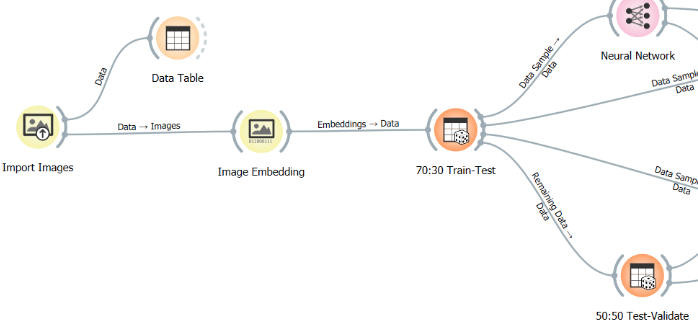 Neural Network
Data Sample →
Data
Data Sample
Data
Data
Data Table
Data → Images
Embeddings → Data
Import Images
Image Embedding
70:30 Train-Test
Data Sample
Data
Remaining Data →
Data
50:50 Test-Validate